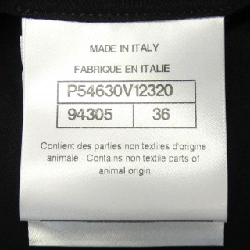 MADE IN ITALY
FABRIQUE EN ITALIE
P54630V12320
94305 36
Contient des parties non textiles d'origine
animale . Contains non textile parts of
animal origin.